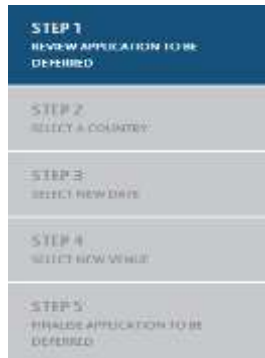 STEP 1
REVIEW APPLICATION TO BE
DEFERRED
STEP 2
SELECT A COUNTRY
STEP 3
SELECT NEW DATE
STEP 4
SELECT NEW VENUE
STEP 5
FINALISE APPLICATION TO BE
DEFERRED